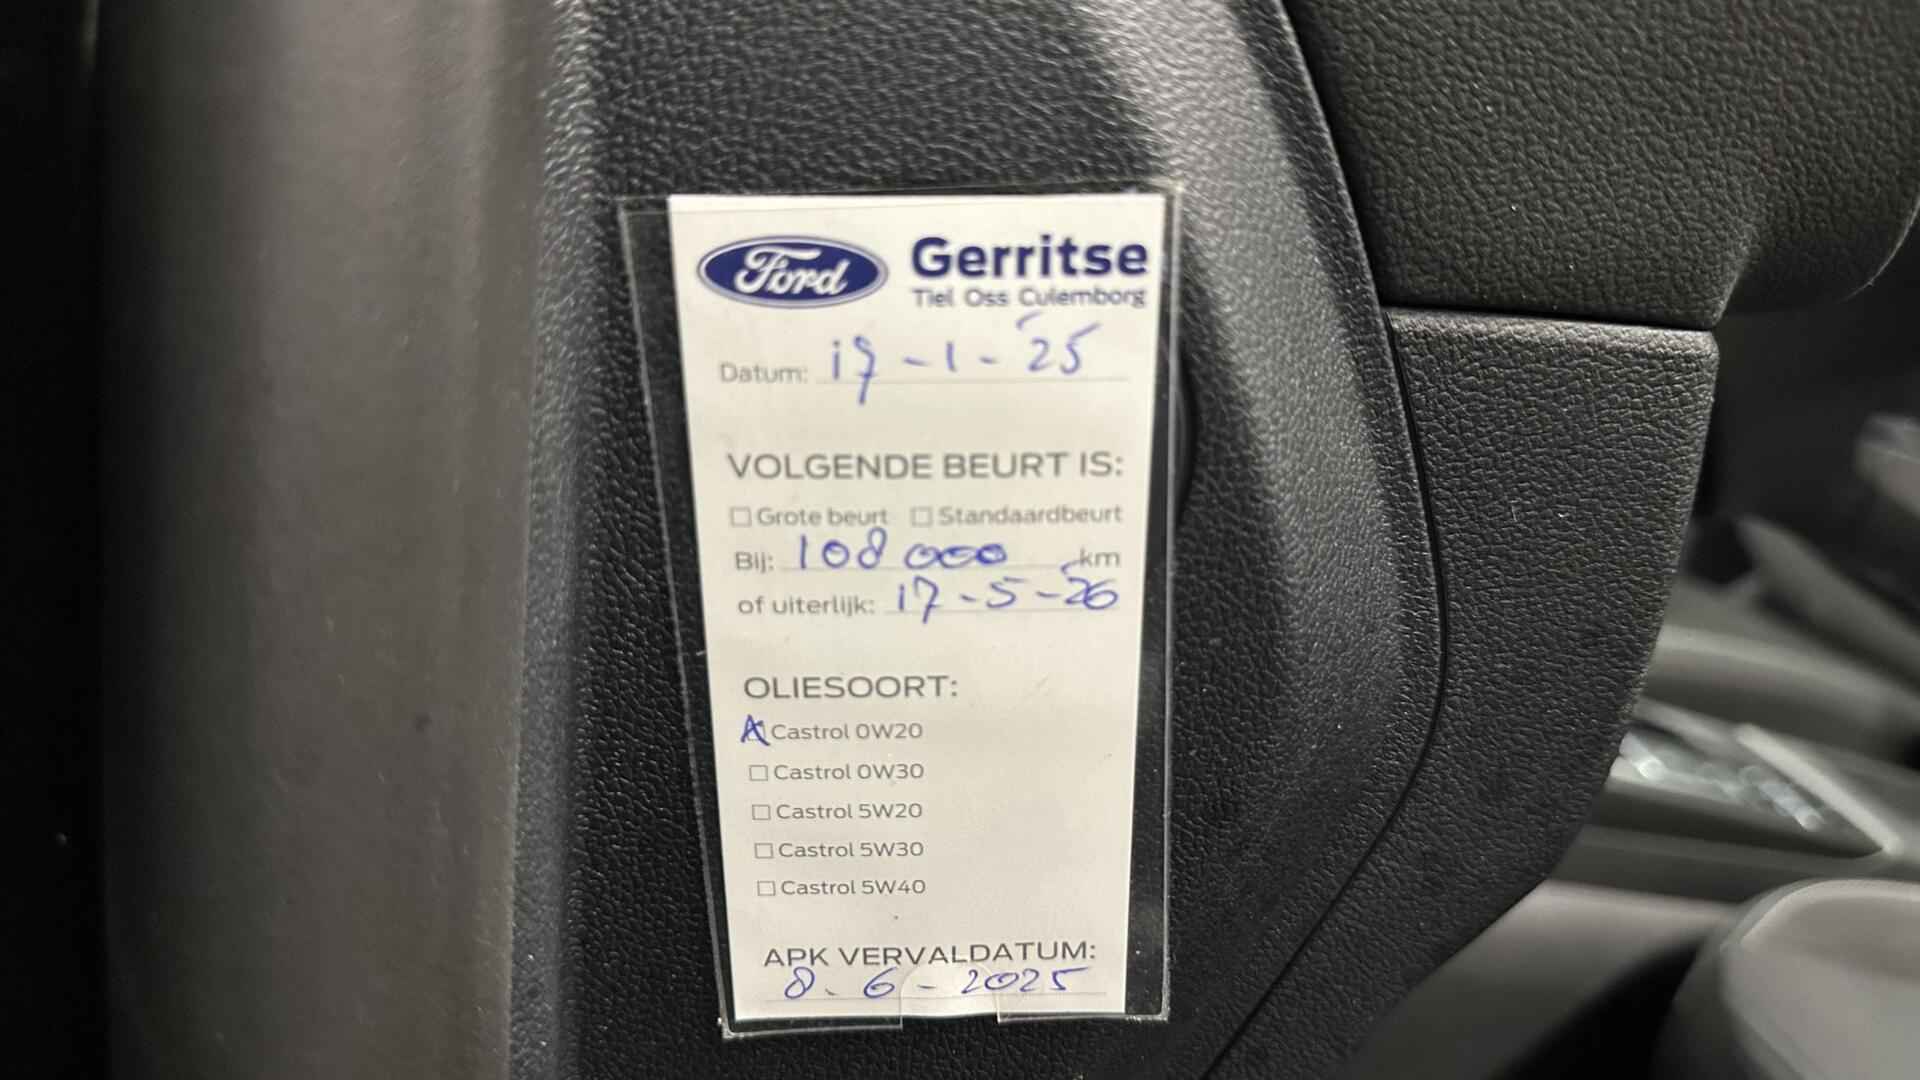 Ford Gerritse
Tiel Oss Culemborg
Datum: 17-1-'25
VOLGENDE BEURT IS:
☐ Grote beurt ☐ Standaardbeurt
Bij: 108 000 km
of uiterlijk: 17-5-'26
OLIESOORT:
☒ Castrol 0W20
☐ Castrol 0W30
☐ Castrol 5W20
☐ Castrol 5W30
☐ Castrol 5W40
APK VERVALDATUM:
8-6-2025